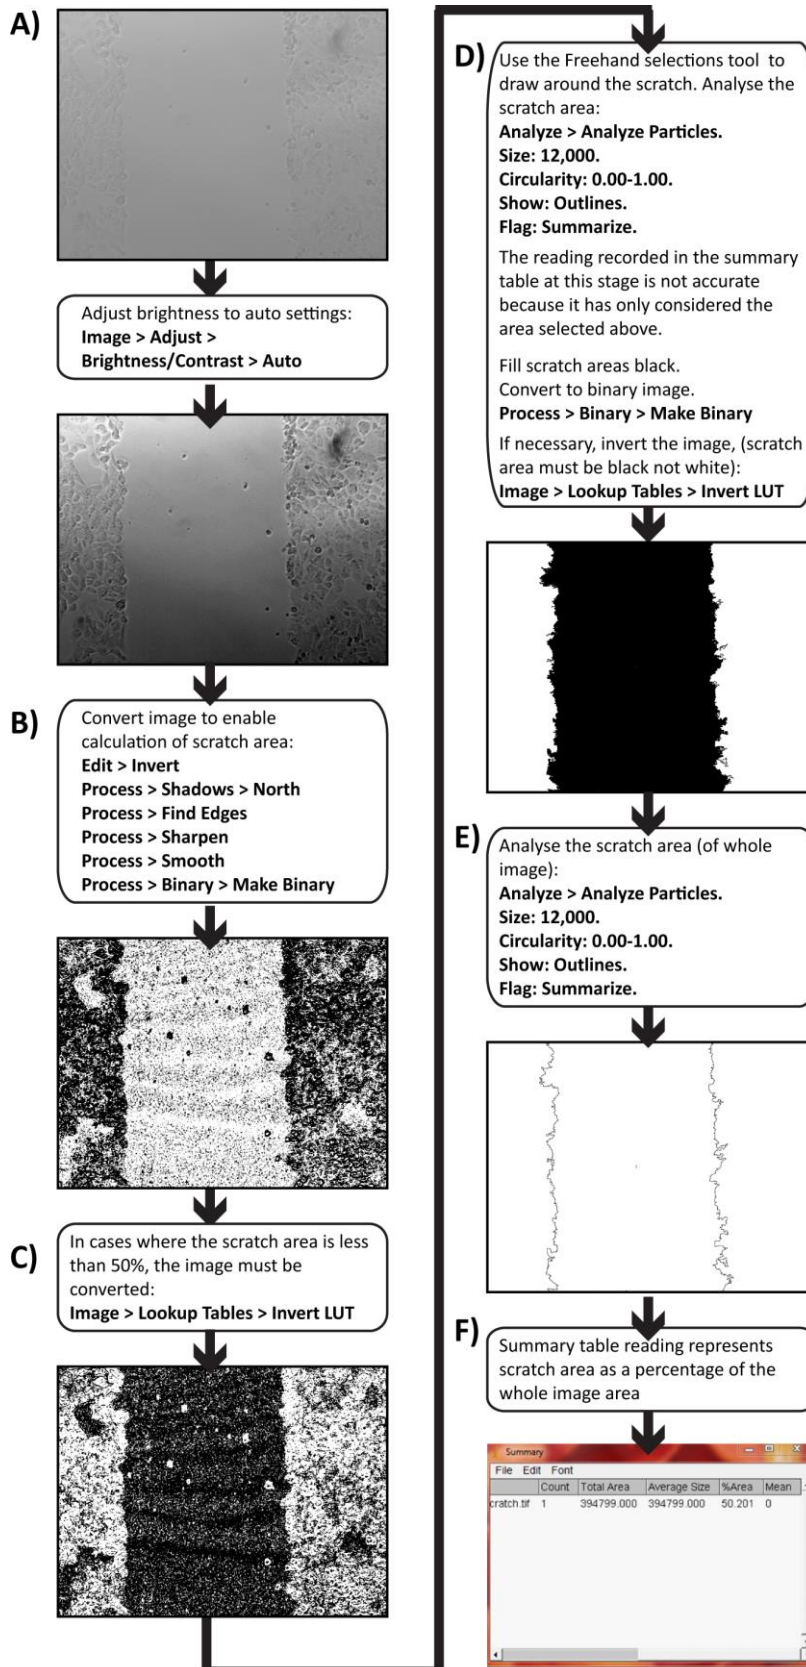 A)
Adjust brightness to auto settings:
Image > Adjust >
Brightness/Contrast > Auto
B)
Convert image to enable
calculation of scratch area:
Edit > Invert
Process > Shadows > North
Process > Find Edges
Process > Sharpen
Process > Smooth
Process > Binary > Make Binary
C)
In cases where the scratch area is less
than 50%, the image must be
converted:
Image > Lookup Tables > Invert LUT
D)
Use the Freehand selections tool to
draw around the scratch. Analyse the
scratch area:
Analyze > Analyze Particles.
Size: 12,000.
Circularity: 0.00-1.00.
Show: Outlines.
Flag: Summarize.
The reading recorded in the summary
table at this stage is not accurate
because it has only considered the
area selected above.
Fill scratch areas black.
Convert to binary image.
Process > Binary > Make Binary
If necessary, invert the image, (scratch
area must be black not white):
Image > Lookup Tables > Invert LUT
E)
Analyse the scratch area (of whole
image):
Analyze > Analyze Particles.
Size: 12,000.
Circularity: 0.00-1.00.
Show: Outlines.
Flag: Summarize.
F)
Summary table reading represents
scratch area as a percentage of the
whole image area
Summary
File Edit Font
Count Total Area Average Size %Area Mean
cratch.tif 1 394799.000 394799.000 50.201 0